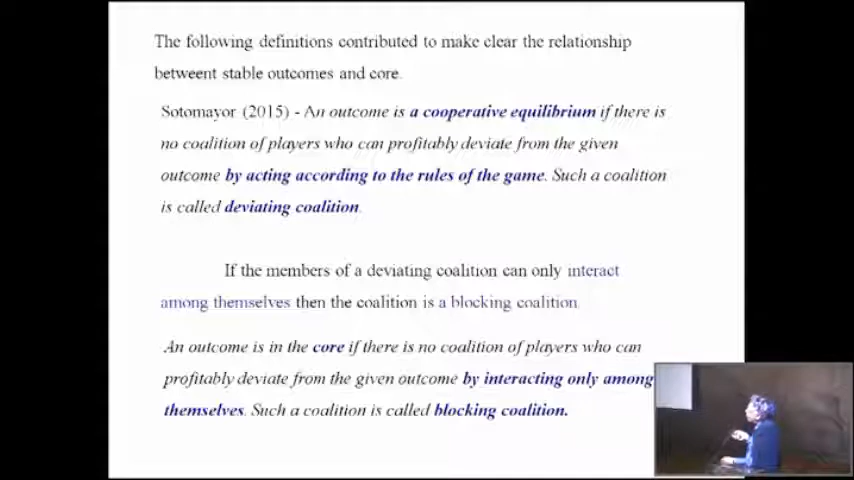 The following definitions contributed to make clear the relationship
betweent stable outcomes and core.
Sotomayor (2015) - An outcome is a cooperative equilibrium if there is
no coalition of players who can profitably deviate from the given
outcome by acting according to the rules of the game. Such a coalition
is called deviating coalition.
If the members of a deviating coalition can only interact
among themselves then the coalition is a blocking coalition.
An outcome is in the core if there is no coalition of players who can
profitably deviate from the given outcome by interacting only among
themselves. Such a coalition is called blocking coalition.